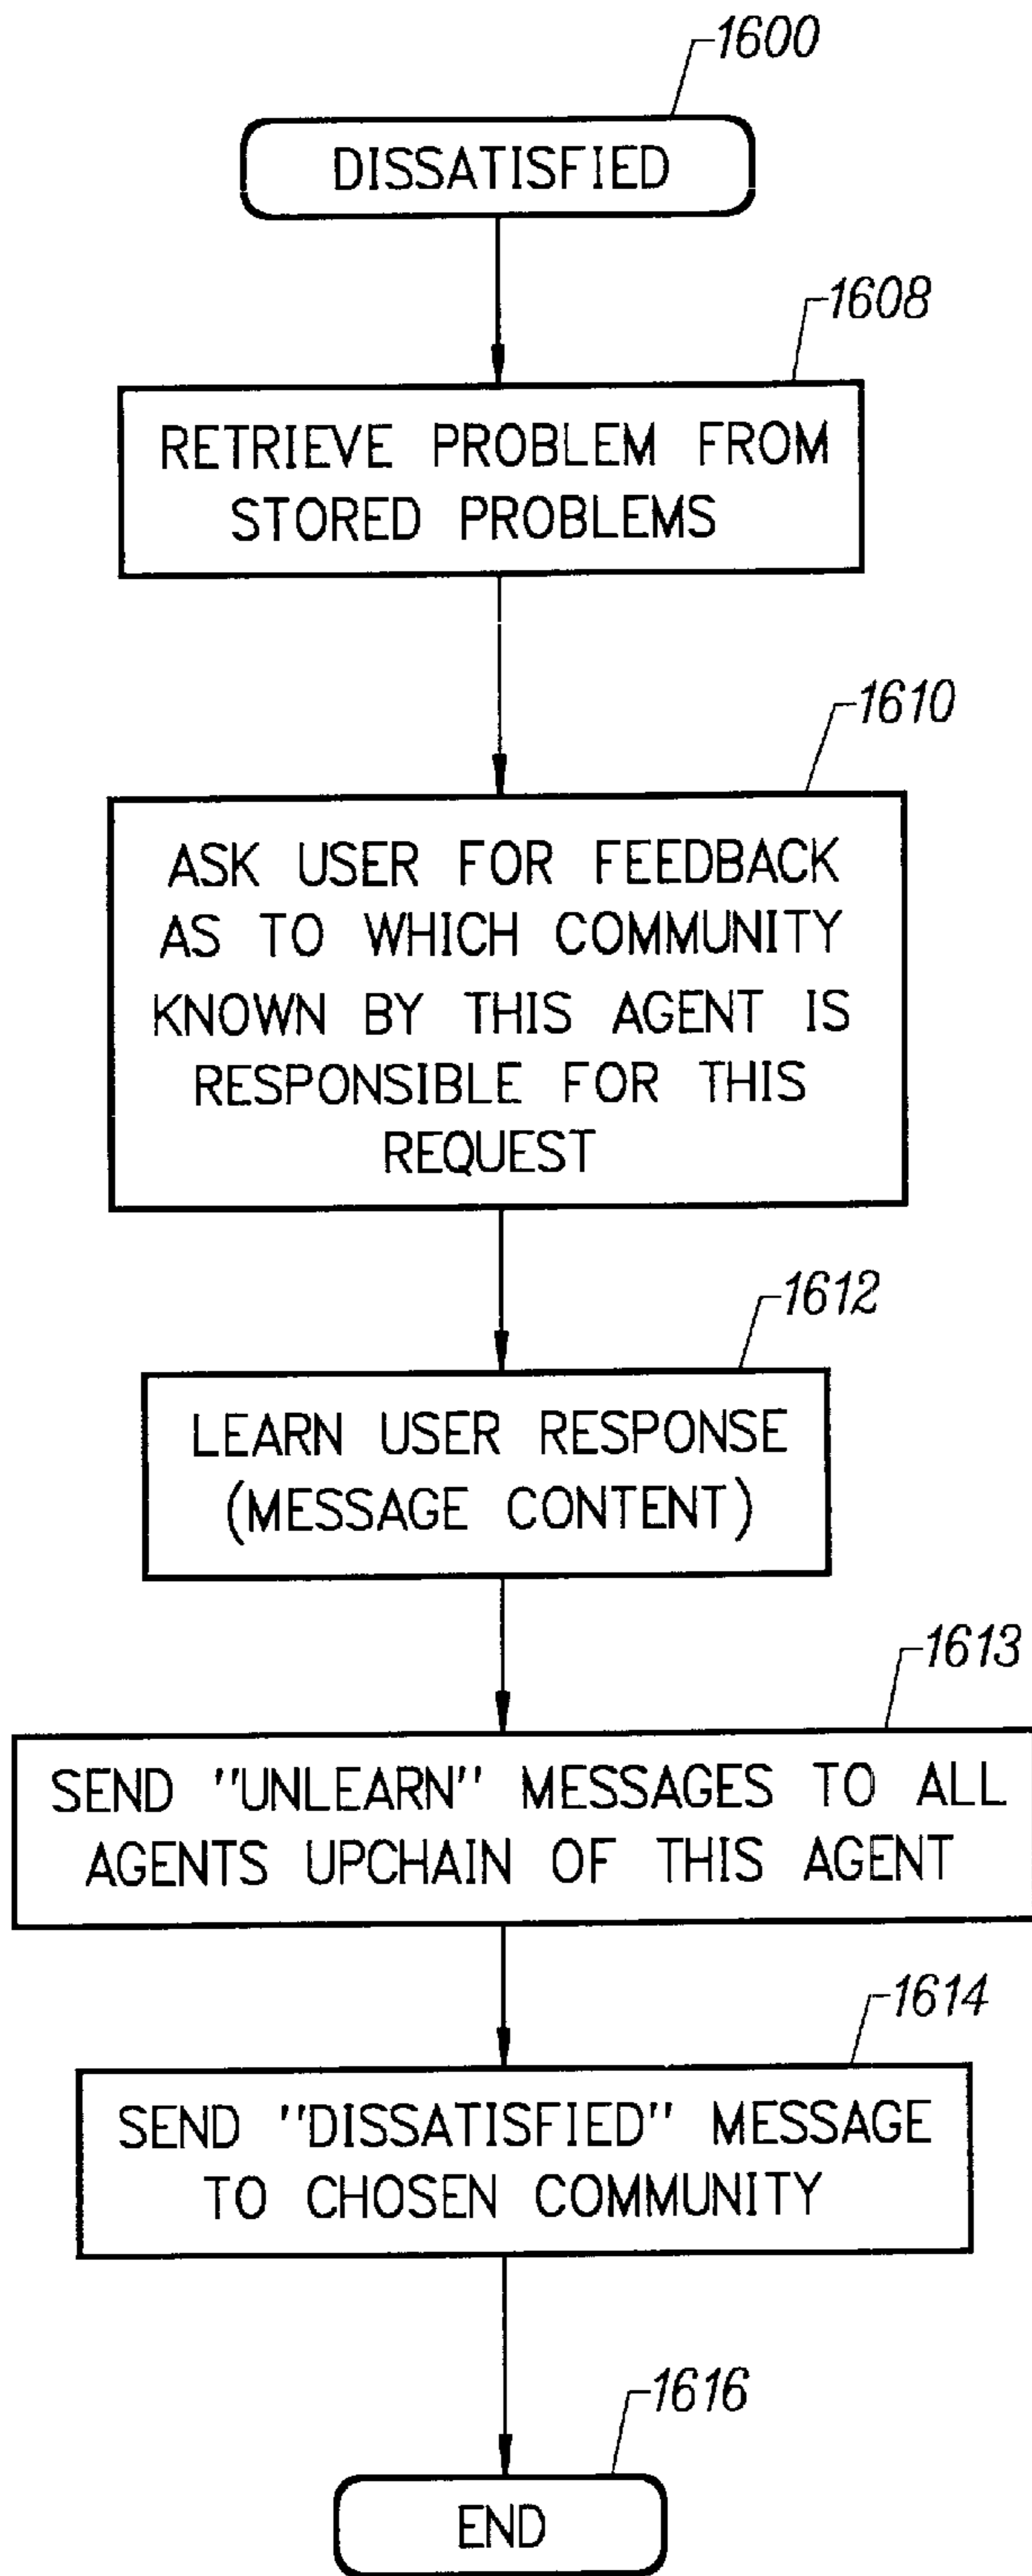 1600
DISSATISFIED
1608
RETRIEVE PROBLEM FROM
STORED PROBLEMS
1610
ASK USER FOR FEEDBACK
AS TO WHICH COMMUNITY
KNOWN BY THIS AGENT IS
RESPONSIBLE FOR THIS
REQUEST
1612
LEARN USER RESPONSE
(MESSAGE CONTENT)
1613
SEND "UNLEARN" MESSAGES TO ALL
AGENTS UPCHAIN OF THIS AGENT
1614
SEND "DISSATISFIED" MESSAGE
TO CHOSEN COMMUNITY
1616
END